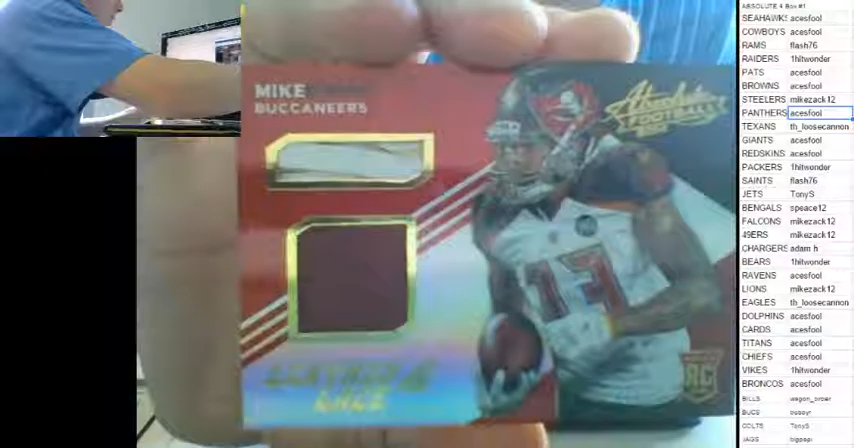 MIKE
BUCCANEERS
Absolute
FOOTBALL
13
LEATHER &
LACE
RC
ABSOLUTE 4 Box #1
SEAHAWKS acesfool
COWBOYS acesfool
RAMS flash76
RAIDERS 1hitwonder
PATS acesfool
BROWNS acesfool
STEELERS mikezack12
PANTHERS acesfool
TEXANS th_loosecannon
GIANTS acesfool
REDSKINS acesfool
PACKERS 1hitwonder
SAINTS flash76
JETS TonyS
BENGALS speace12
FALCONS mikezack12
49ERS mikezack12
CHARGERS adam h
BEARS 1hitwonder
RAVENS acesfool
LIONS mikezack12
EAGLES th_loosecannon
DOLPHINS acesfool
CARDS acesfool
TITANS acesfool
CHIEFS acesfool
VIKES 1hitwonder
BRONCOS acesfool
BILLS
BUCS
COLTS TonyS
JAGS